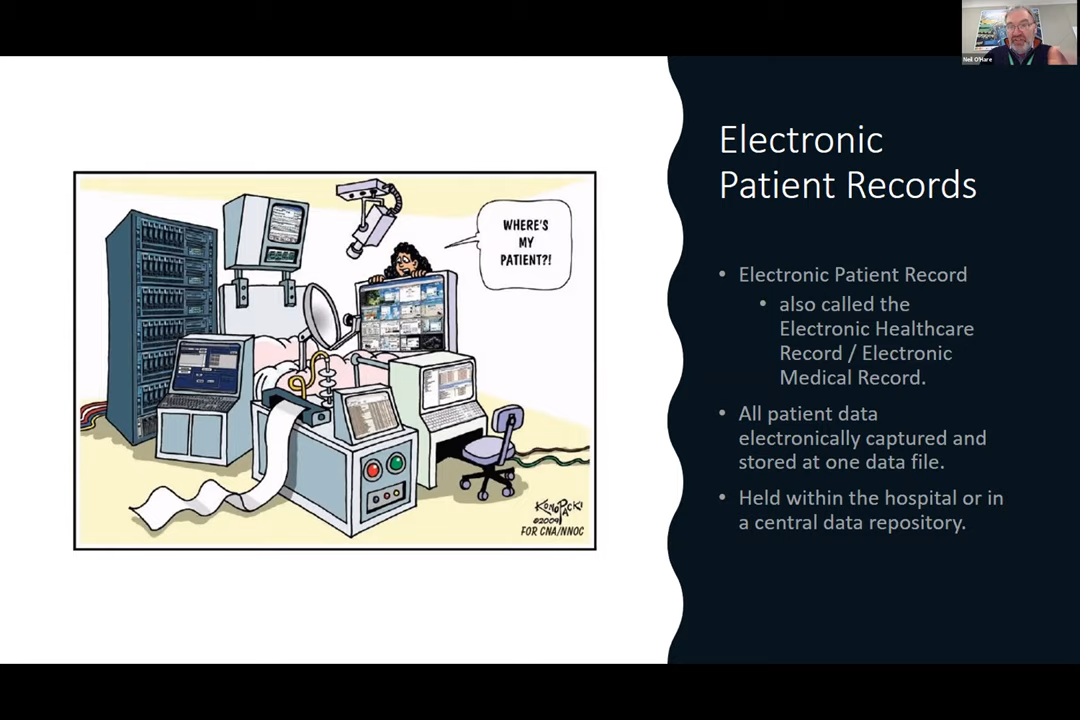 Neil O'Hare
Electronic
Patient Records
WHERE'S
MY
PATIENT?!
KONOPACKI
©2009
FOR CNA/NNOC
• Electronic Patient Record
• also called the
Electronic Healthcare
Record / Electronic
Medical Record.
• All patient data
electronically captured and
stored at one data file.
• Held within the hospital or in
a central data repository.